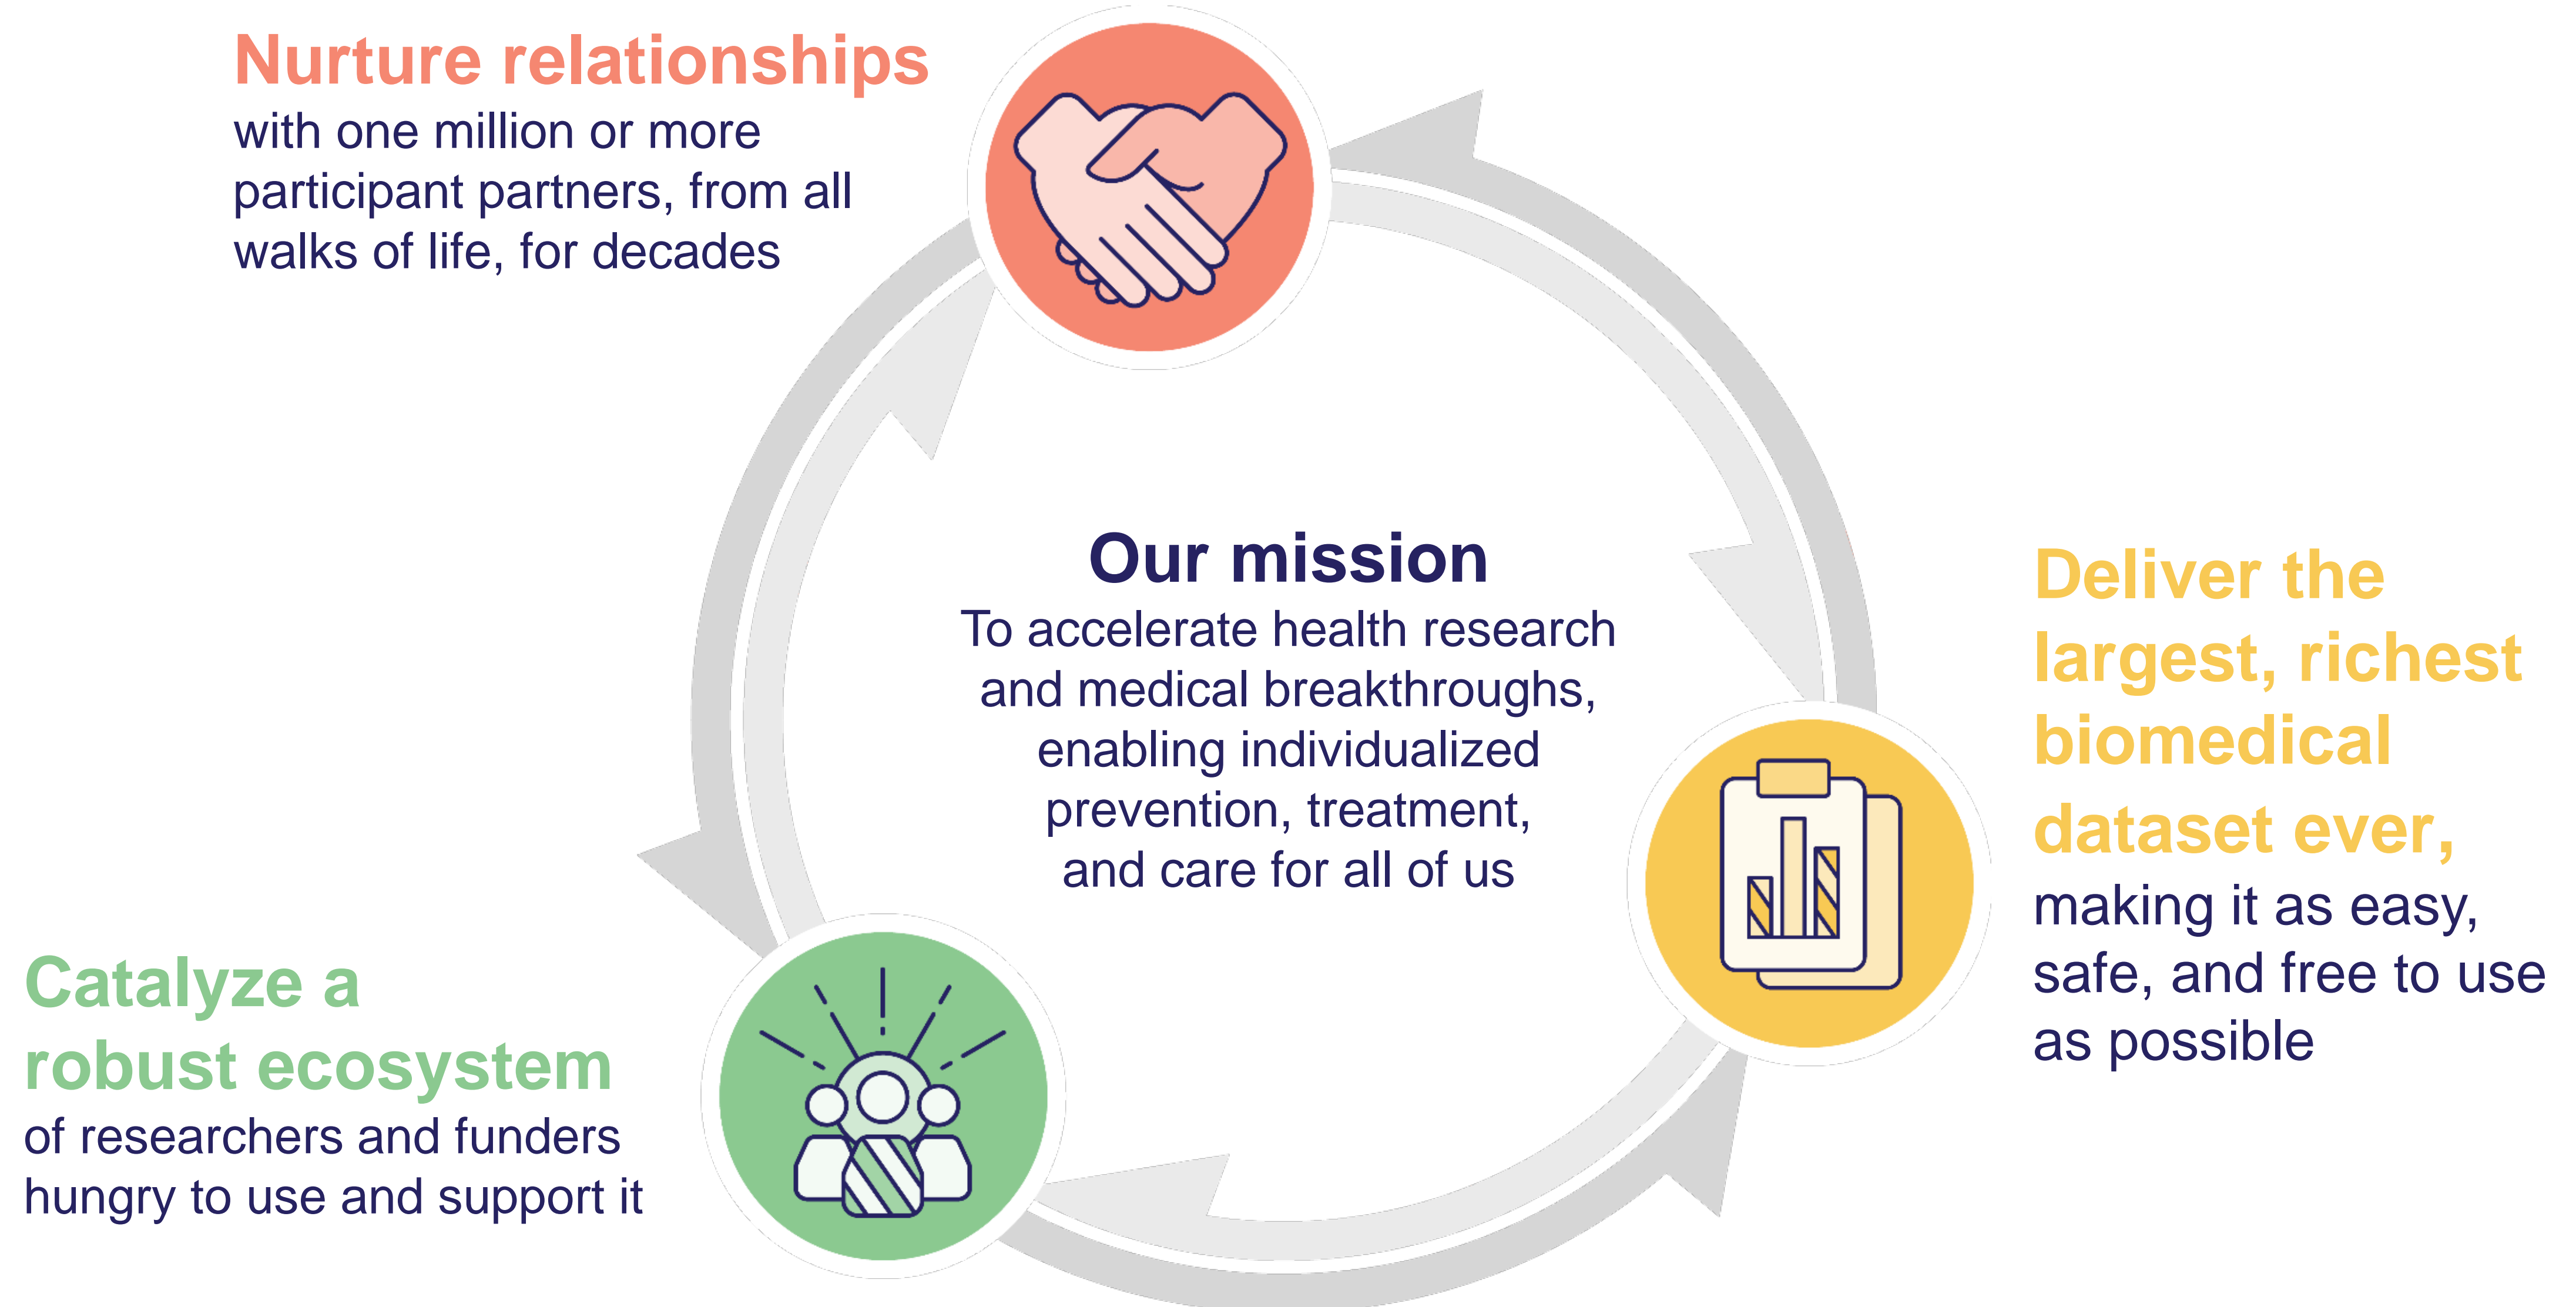 Nurture relationships
with one million or more
participant partners, from all
walks of life, for decades
Our mission
To accelerate health research
and medical breakthroughs,
enabling individualized
prevention, treatment,
and care for all of us
Deliver the
largest, richest
biomedical
dataset ever,
making it as easy,
safe, and free to use
as possible
Catalyze a
robust ecosystem
of researchers and funders
hungry to use and support it